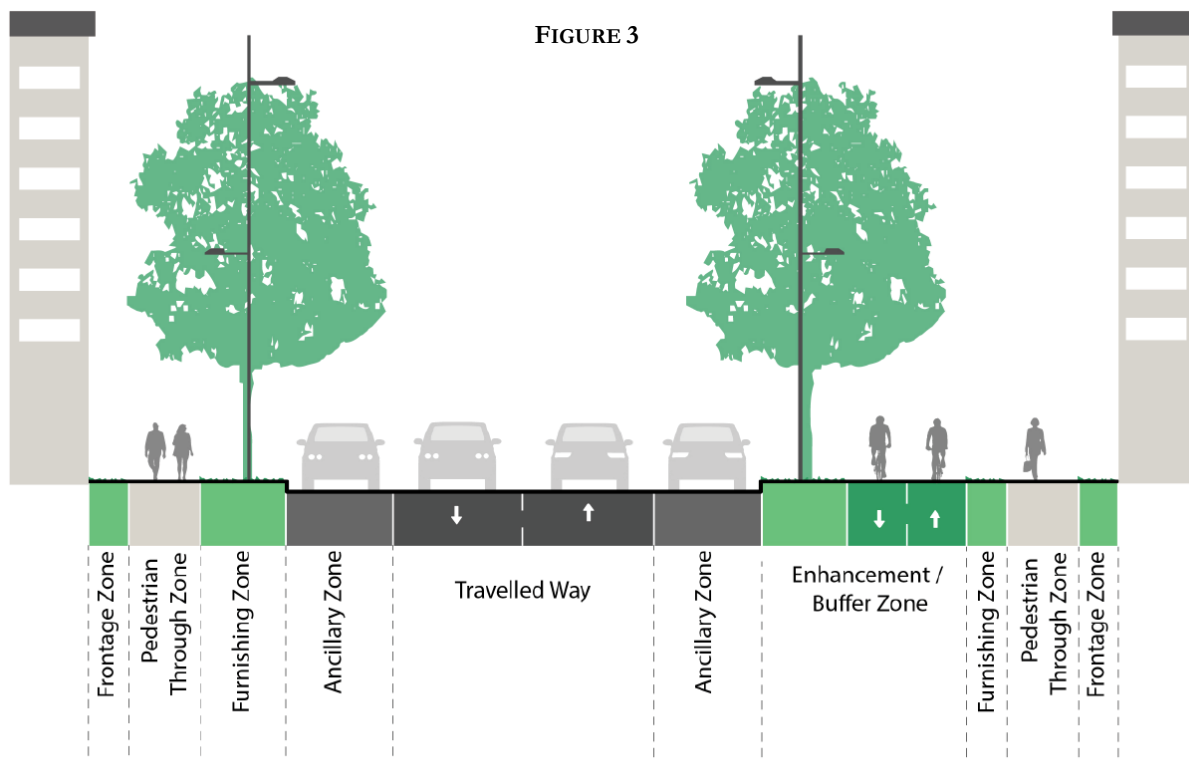 FIGURE 3
Frontage Zone
Pedestrian
Through Zone
Furnishing Zone
Ancillary Zone
Travelled Way
Ancillary Zone
Enhancement /
Buffer Zone
Furnishing Zone
Pedestrian
Through Zone
Frontage Zone